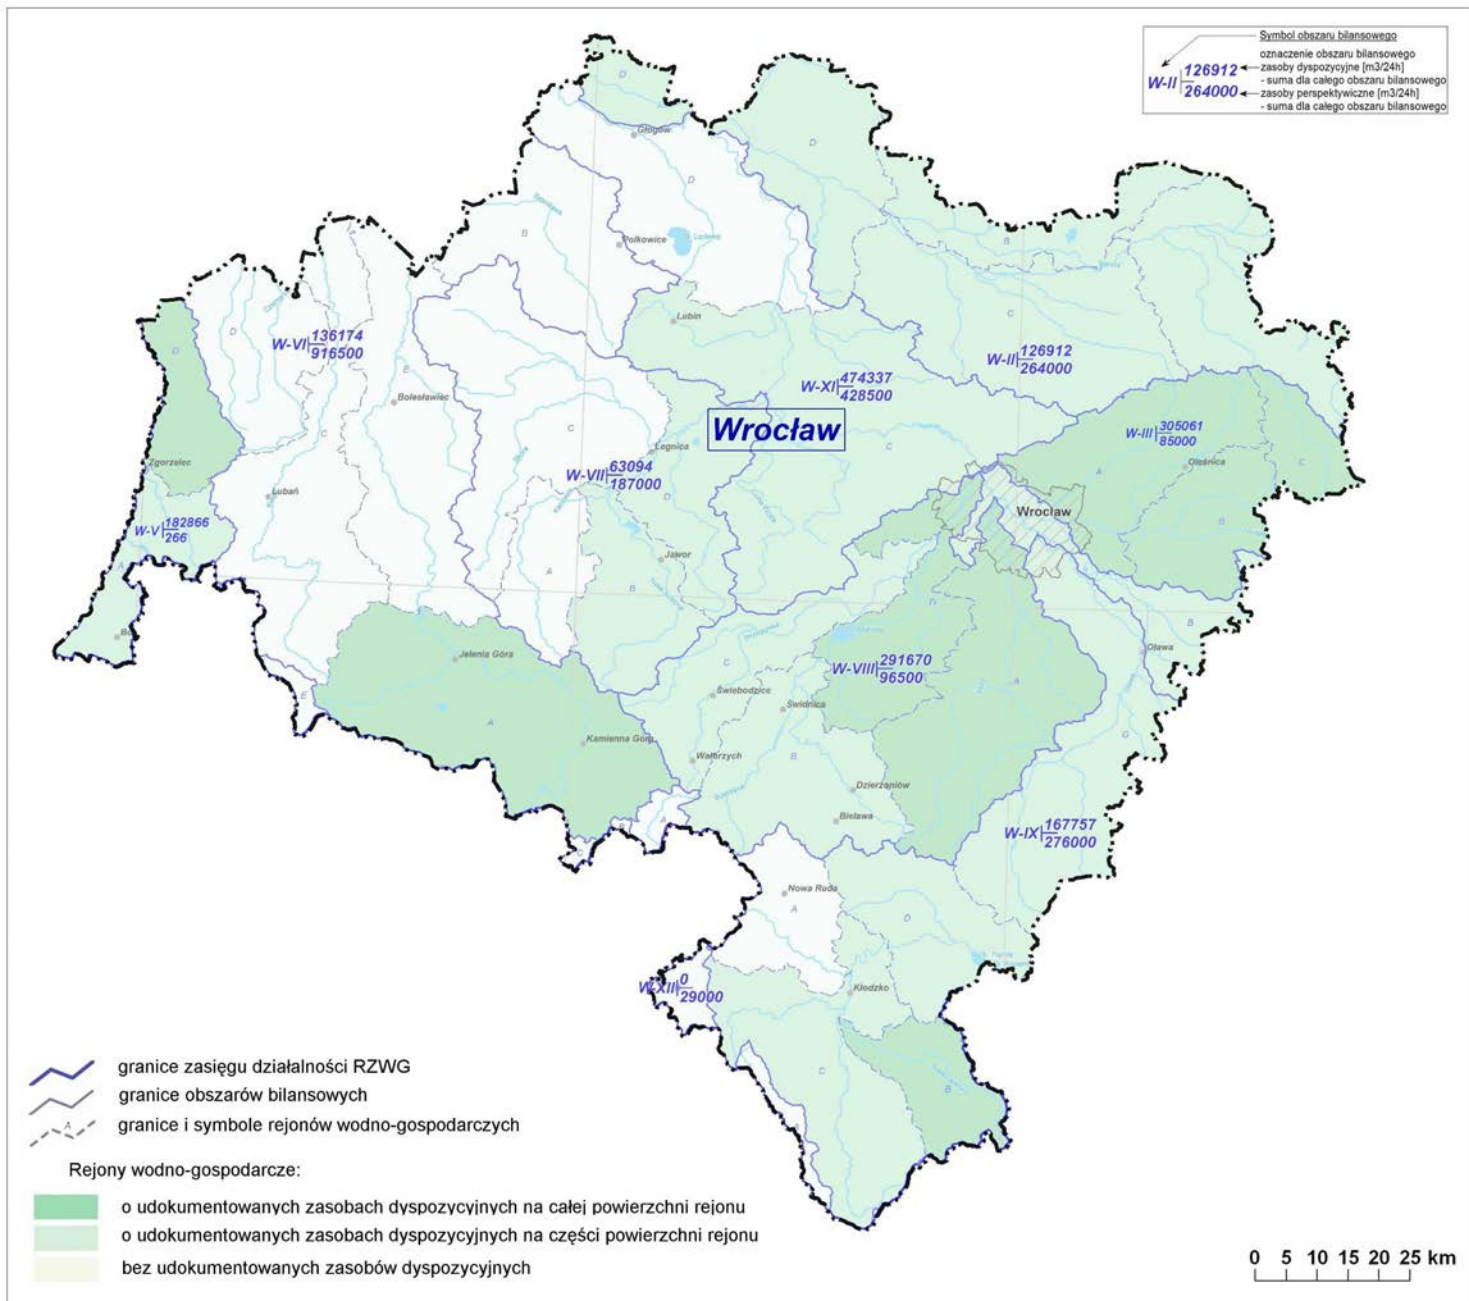 Symbol obszaru bilansowego
oznaczenie obszaru bilansowego
zasoby dyspozycyjne [m3/24h]
- suma dla całego obszaru bilansowego
zasoby perspektywiczne [m3/24h]
- suma dla całego obszaru bilansowego
W-II 126912
264000
D
Głogów
D
D
B
Polkowice
B
Lubin
C
D
W-VI 136174
916500
D
E
C
Bolesławiec
W-XI 474337
428500
W-II 126912
264000
Wrocław
W-III 305061
85000
Oleśnica
A
C
B
C
Legnica
C
W-VII 63094
187000
D
Zgorzelec
Lubań
W-V 182866
266
A
Wrocław
Jawor
A
B
B
Oława
Jelenia Góra
C
W-VIII 291670
96500
A
Świebodzice
Świdnica
E
A
Kamienna Góra
Wałbrzych
B
G
Dzierżoniów
Bielawa
W-IX 167757
276000
B
A
C
Nowa Ruda
A
D
W-XII 0
29000
Kłodzko
C
B
granice zasięgu działalności RZWG
granice obszarów bilansowych
A
granice i symbole rejonów wodno-gospodarczych
Rejony wodno-gospodarcze:
o udokumentowanych zasobach dyspozycyjnych na całej powierzchni rejonu
o udokumentowanych zasobach dyspozycyjnych na części powierzchni rejonu
bez udokumentowanych zasobów dyspozycyjnych
0 5 10 15 20 25 km